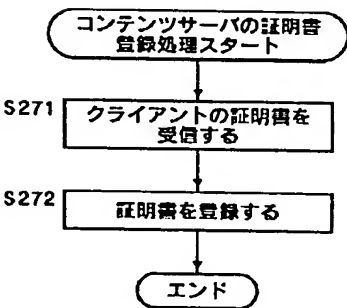 コンテンツサーバの証明書
登録処理スタート
S271
クライアントの証明書を
受信する
S272
証明書を登録する
エンド